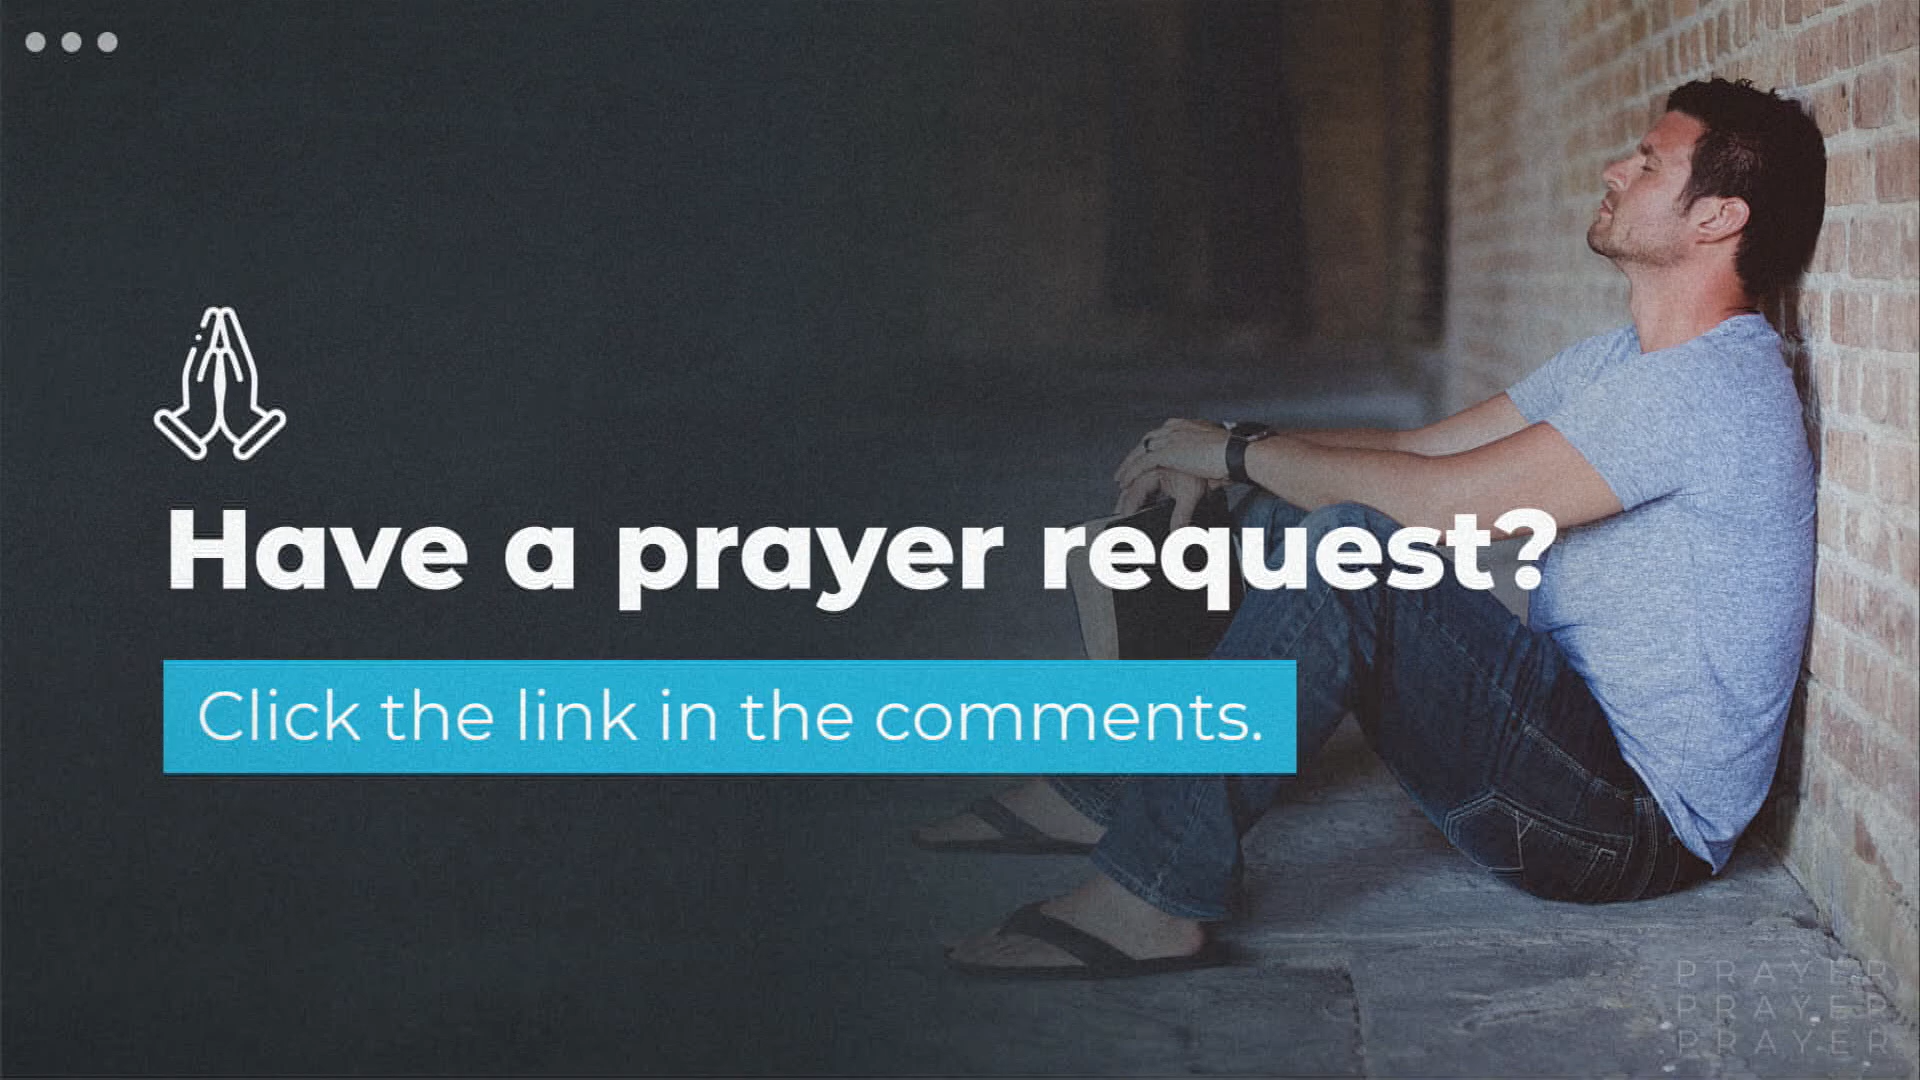 Have a prayer request?
Click the link in the comments.
PRAYER
PRAYER
PRAYER